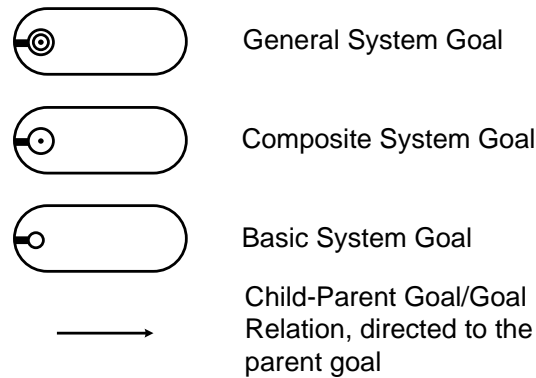 General System Goal
Composite System Goal
Basic System Goal
Child-Parent Goal/Goal
Relation, directed to the
parent goal